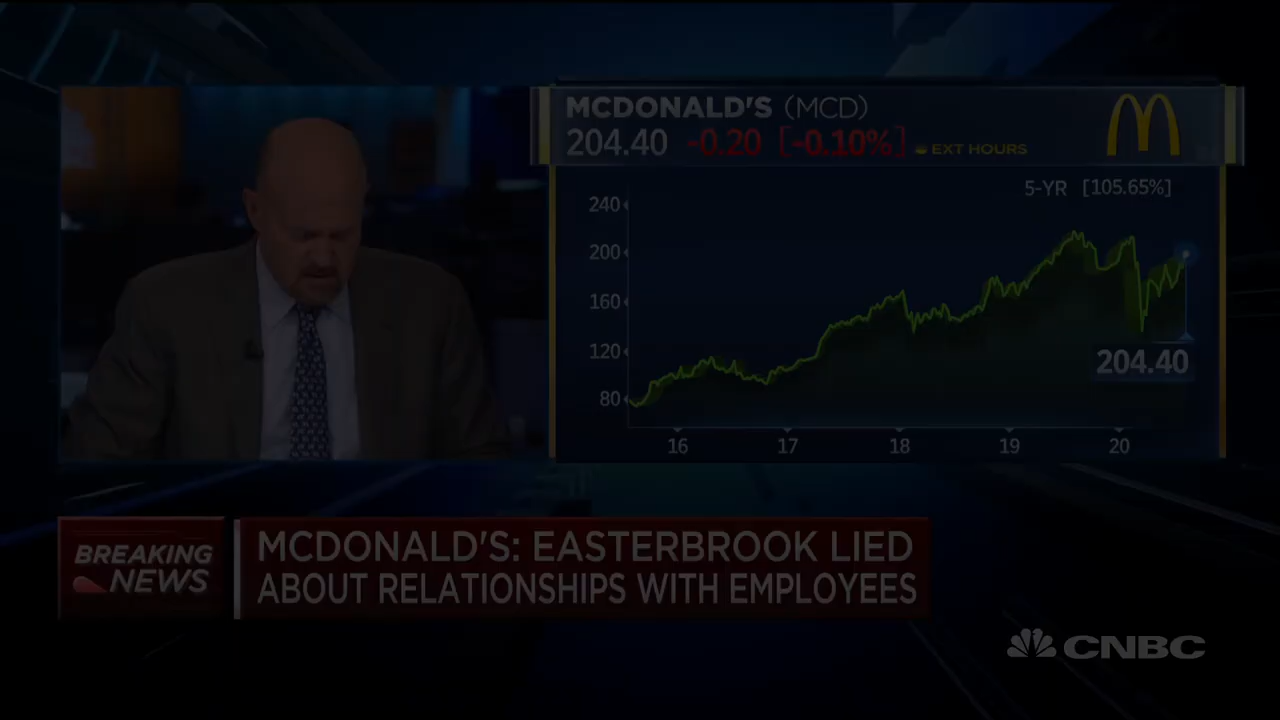 MCDONALD'S (MCD)
204.40 -0.20 [-0.10%] EXT HOURS
5-YR [105.65%]
240
200
160
120
80
204.40
16 17 18 19 20
BREAKING
NEWS
MCDONALD'S: EASTERBROOK LIED
ABOUT RELATIONSHIPS WITH EMPLOYEES
CNBC